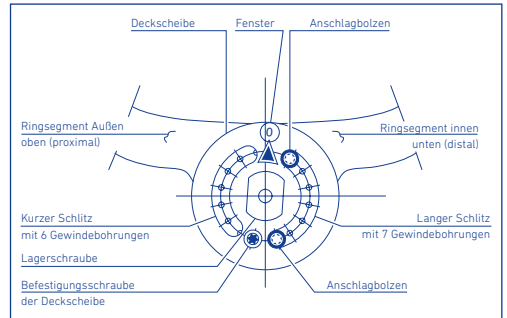 Deckscheibe
Fenster
Anschlagbolzen
0
Ringsegment Außen
oben (proximal)
Ringsegment innen
unten (distal)
Kurzer Schlitz
mit 6 Gewindebohrungen
Langer Schlitz
mit 7 Gewindebohrungen
Lagerschraube
Befestigungsschraube
der Deckscheibe
Anschlagbolzen